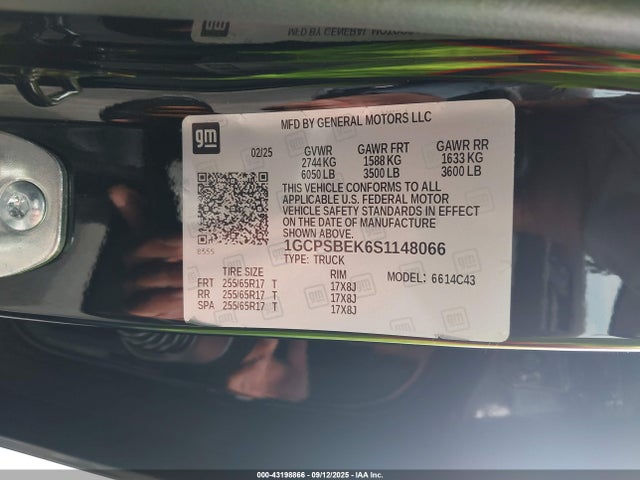 gm
MFD BY GENERAL MOTORS LLC
02/25 GVWR GAWR FRT GAWR RR
2744 KG 1588 KG 1633 KG
6050 LB 3500 LB 3600 LB
THIS VEHICLE CONFORMS TO ALL
APPLICABLE U.S. FEDERAL MOTOR
VEHICLE SAFETY STANDARDS IN EFFECT
ON THE DATE OF MANUFACTURE
SHOWN ABOVE.
8555
1GCPSBEK6S1148066
TYPE: TRUCK
TIRE SIZE RIM MODEL: 6614C43
FRT 255/65R17 T 17X8J
RR 255/65R17 T 17X8J
SPA 255/65R17 T 17X8J
000-43198866 - 09/12/2025 - IAA Inc.